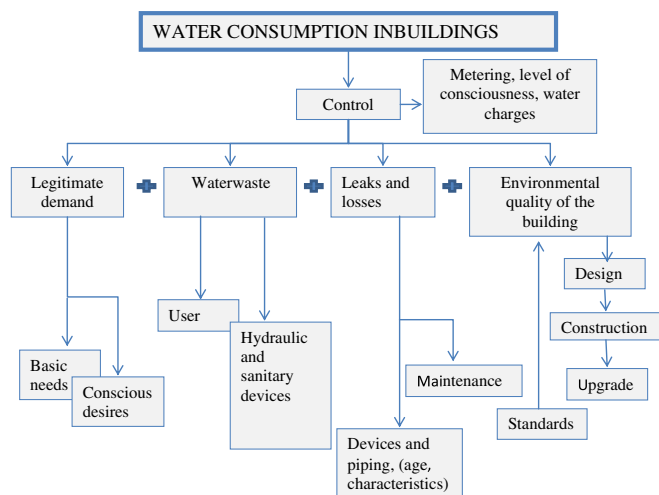 WATER CONSUMPTION INBUILDINGS
Control
Metering, level of
consciousness, water
charges
Legitimate
demand
Waterwaste
Leaks and
losses
Environmental
quality of the
building
User
Hydraulic and
sanitary
devices
Basic
needs
Conscious
desires
Maintenance
Devices and
piping, (age,
characteristics)
Design
Construction
Upgrade
Standards